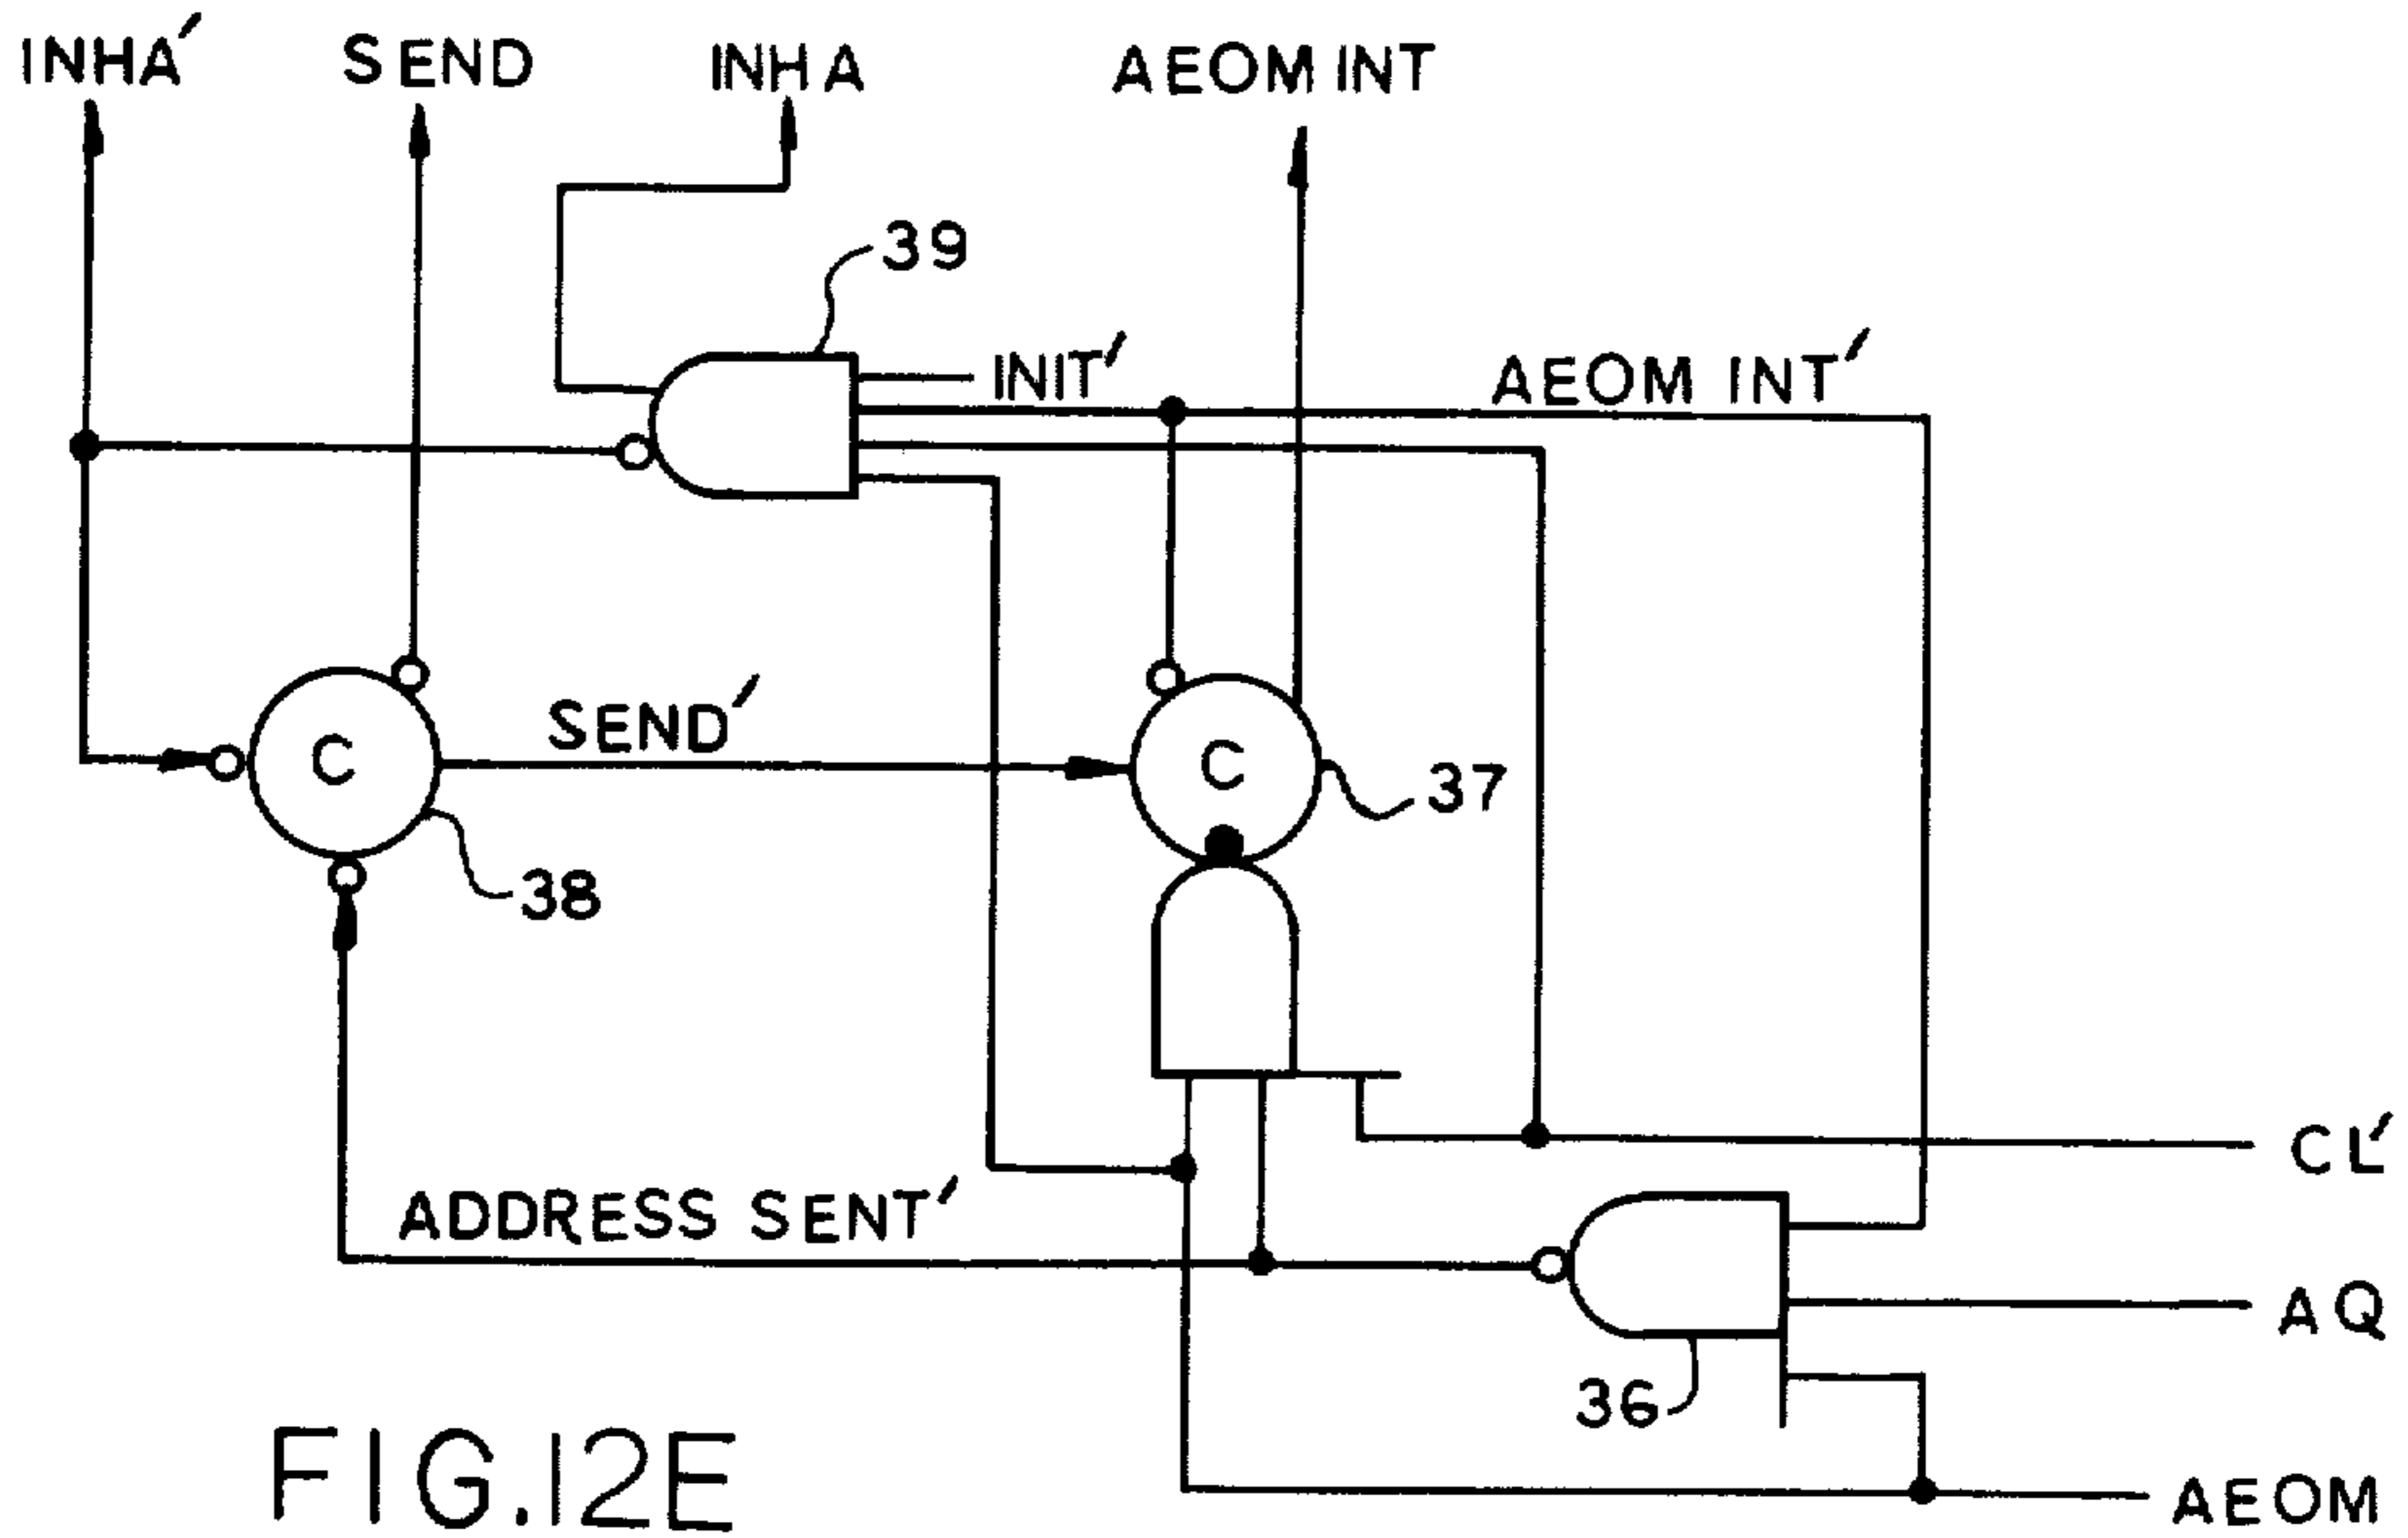 INHA′
SEND
INHA
AEOM INT
39
INIT′
AEOM INT′
SEND′
C
C
37
38
CL′
ADDRESS SENT′
AQ
36
AEOM
FIG.12E